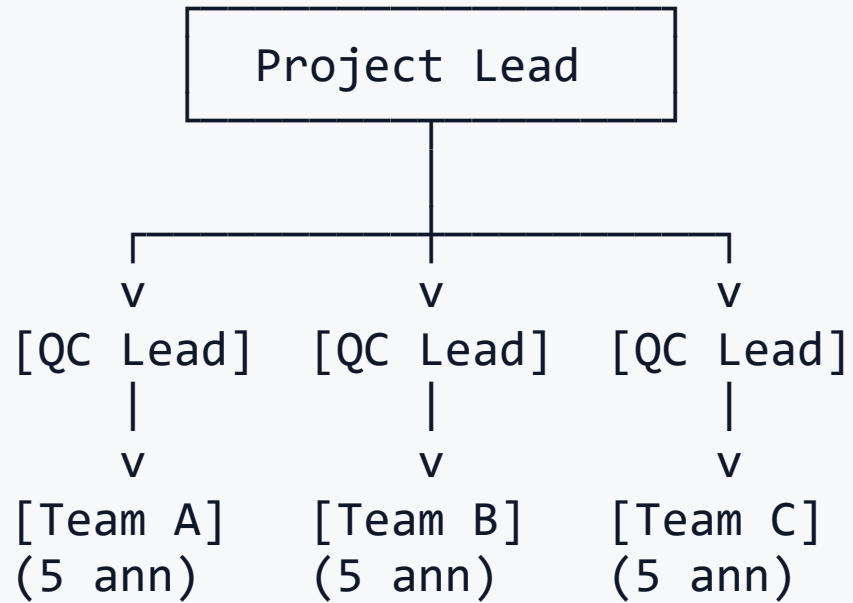 Project Lead
v v v
[QC Lead] [QC Lead] [QC Lead]
| | |
v v v
[Team A] [Team B] [Team C]
(5 ann) (5 ann) (5 ann)